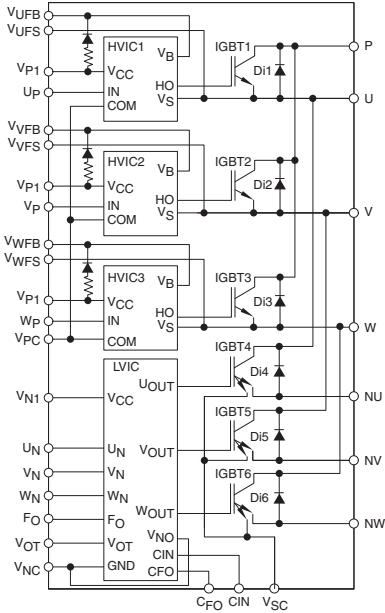 VUFB
VUFS
VP1
UP
HVIC1
VB
VCC
HO
IN
VS
COM
IGBT1
Di1
P
U
VVFB
VVFS
VP1
VP
HVIC2
VB
VCC
HO
IN
VS
COM
IGBT2
Di2
V
VWFB
VWFS
VP1
WP
VPC
HVIC3
VB
VCC
HO
IN
VS
COM
IGBT3
Di3
W
LVIC
VN1
VCC
UOUT
IGBT4
Di4
NU
UN
UN
VOUT
IGBT5
Di5
NV
VN
VN
WN
WN
WOUT
IGBT6
Di6
NW
FO
FO
VNO
VOT
VOT
CIN
VNC
GND
CFO
CFO
CIN
VSC